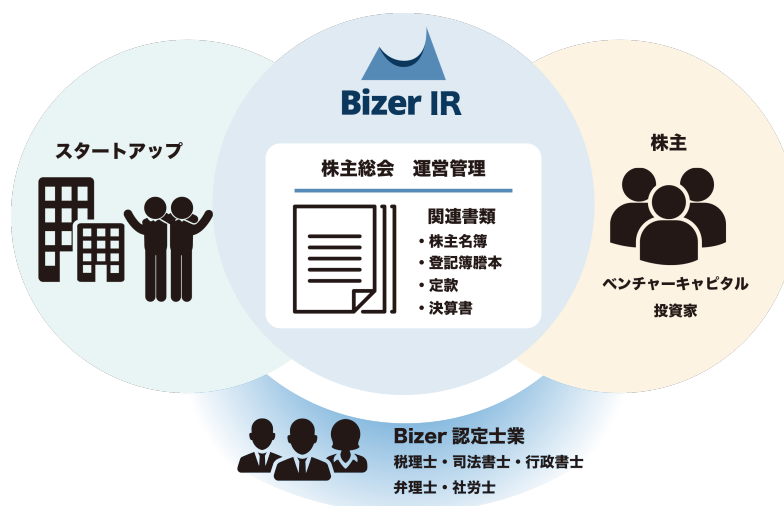 Bizer IR
スタートアップ
株主総会　運営管理
関連書類
・株主名簿
・登記簿謄本
・定款
・決算書
株主
ベンチャーキャピタル
投資家
Bizer 認定士業
税理士・司法書士・行政書士
弁理士・社労士